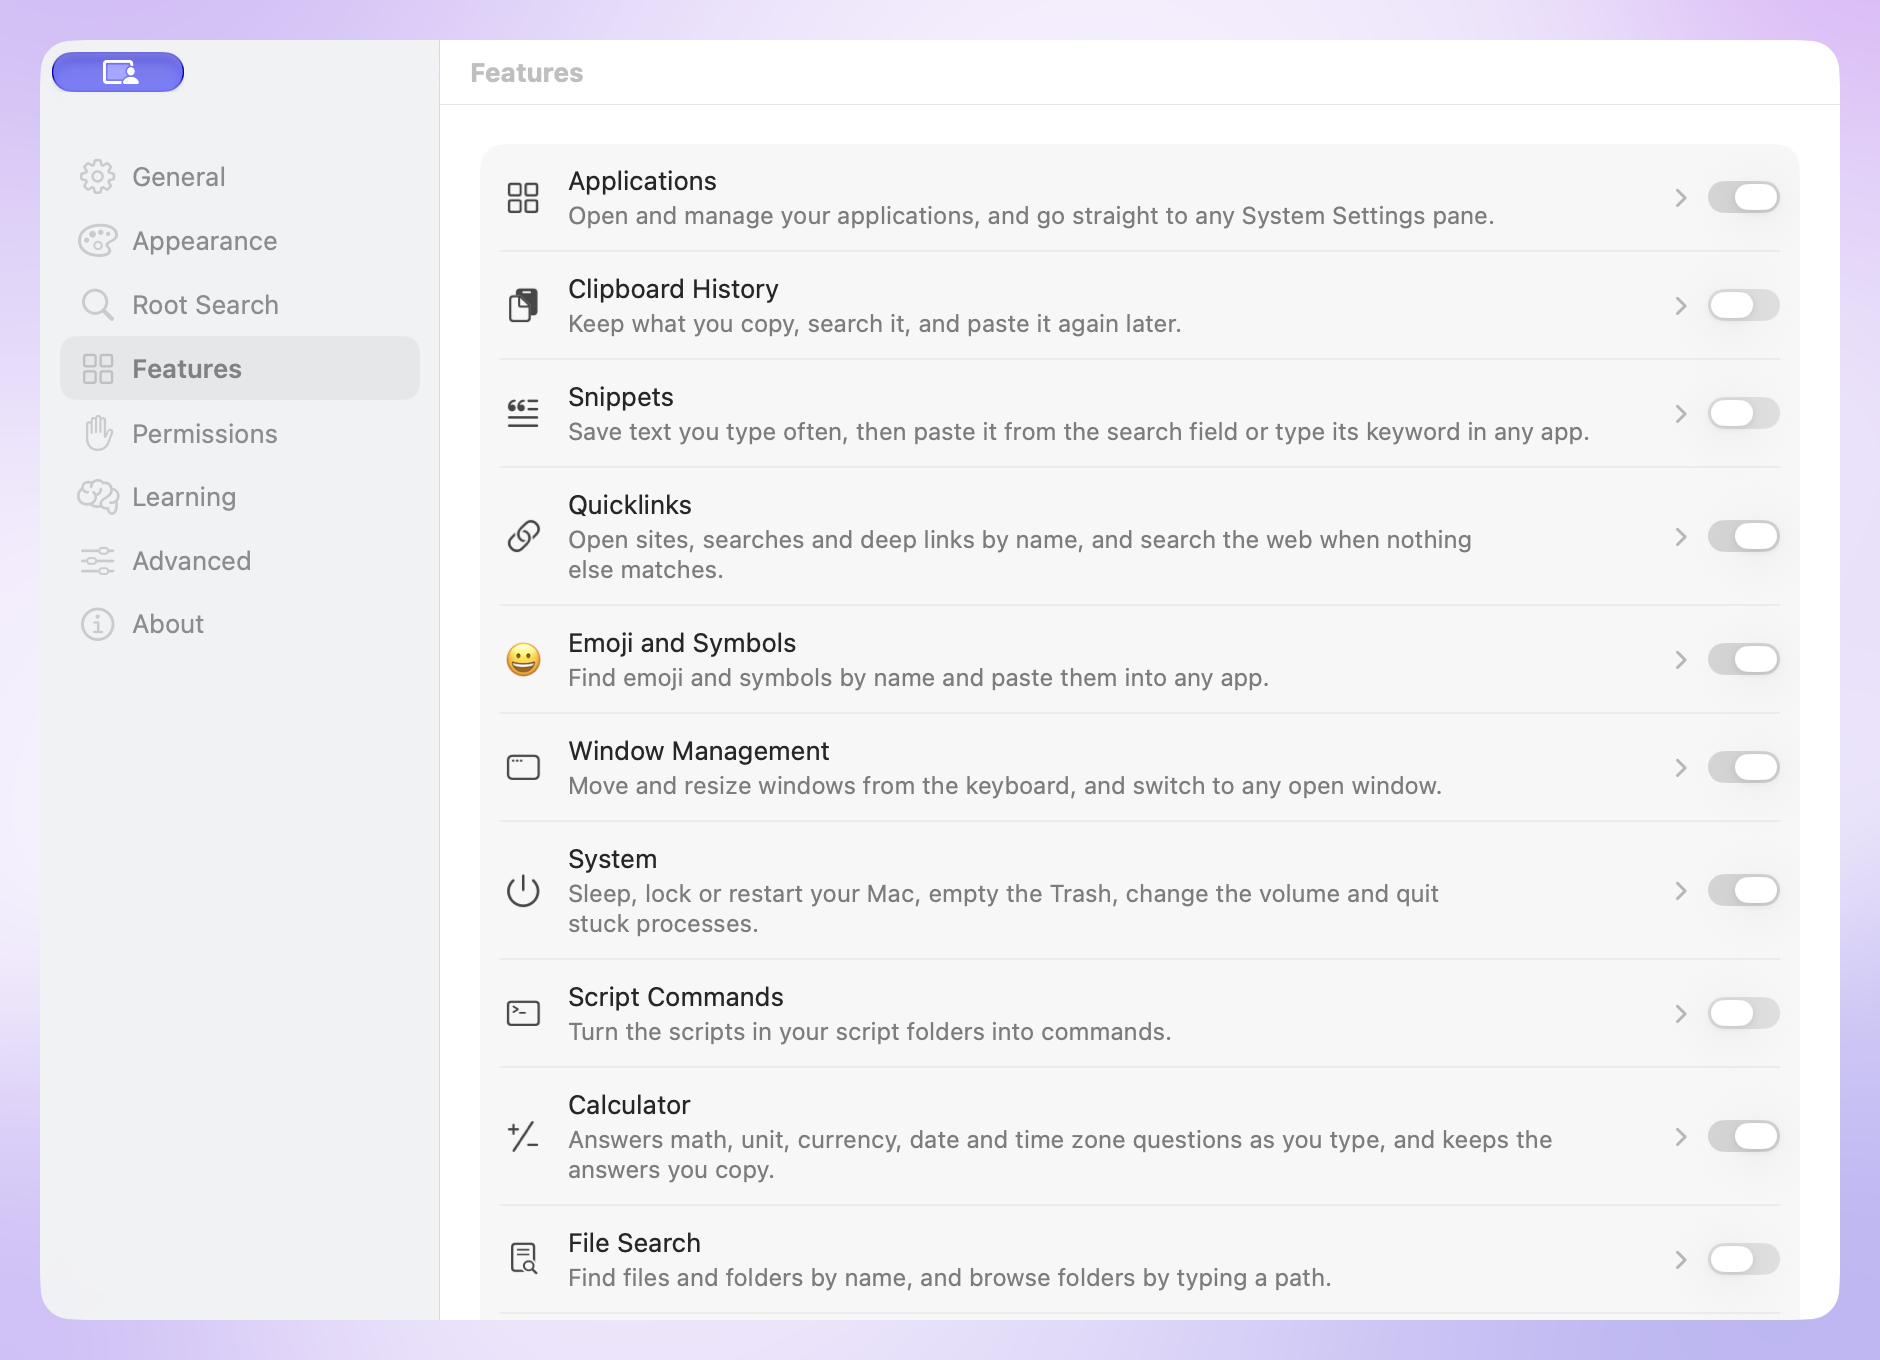 Features
General
Appearance
Root Search
Features
Permissions
Learning
Advanced
About
Applications
Open and manage your applications, and go straight to any System Settings pane.
Clipboard History
Keep what you copy, search it, and paste it again later.
Snippets
Save text you type often, then paste it from the search field or type its keyword in any app.
Quicklinks
Open sites, searches and deep links by name, and search the web when nothing
else matches.
Emoji and Symbols
Find emoji and symbols by name and paste them into any app.
Window Management
Move and resize windows from the keyboard, and switch to any open window.
System
Sleep, lock or restart your Mac, empty the Trash, change the volume and quit
stuck processes.
Script Commands
Turn the scripts in your script folders into commands.
Calculator
Answers math, unit, currency, date and time zone questions as you type, and keeps the
answers you copy.
File Search
Find files and folders by name, and browse folders by typing a path.